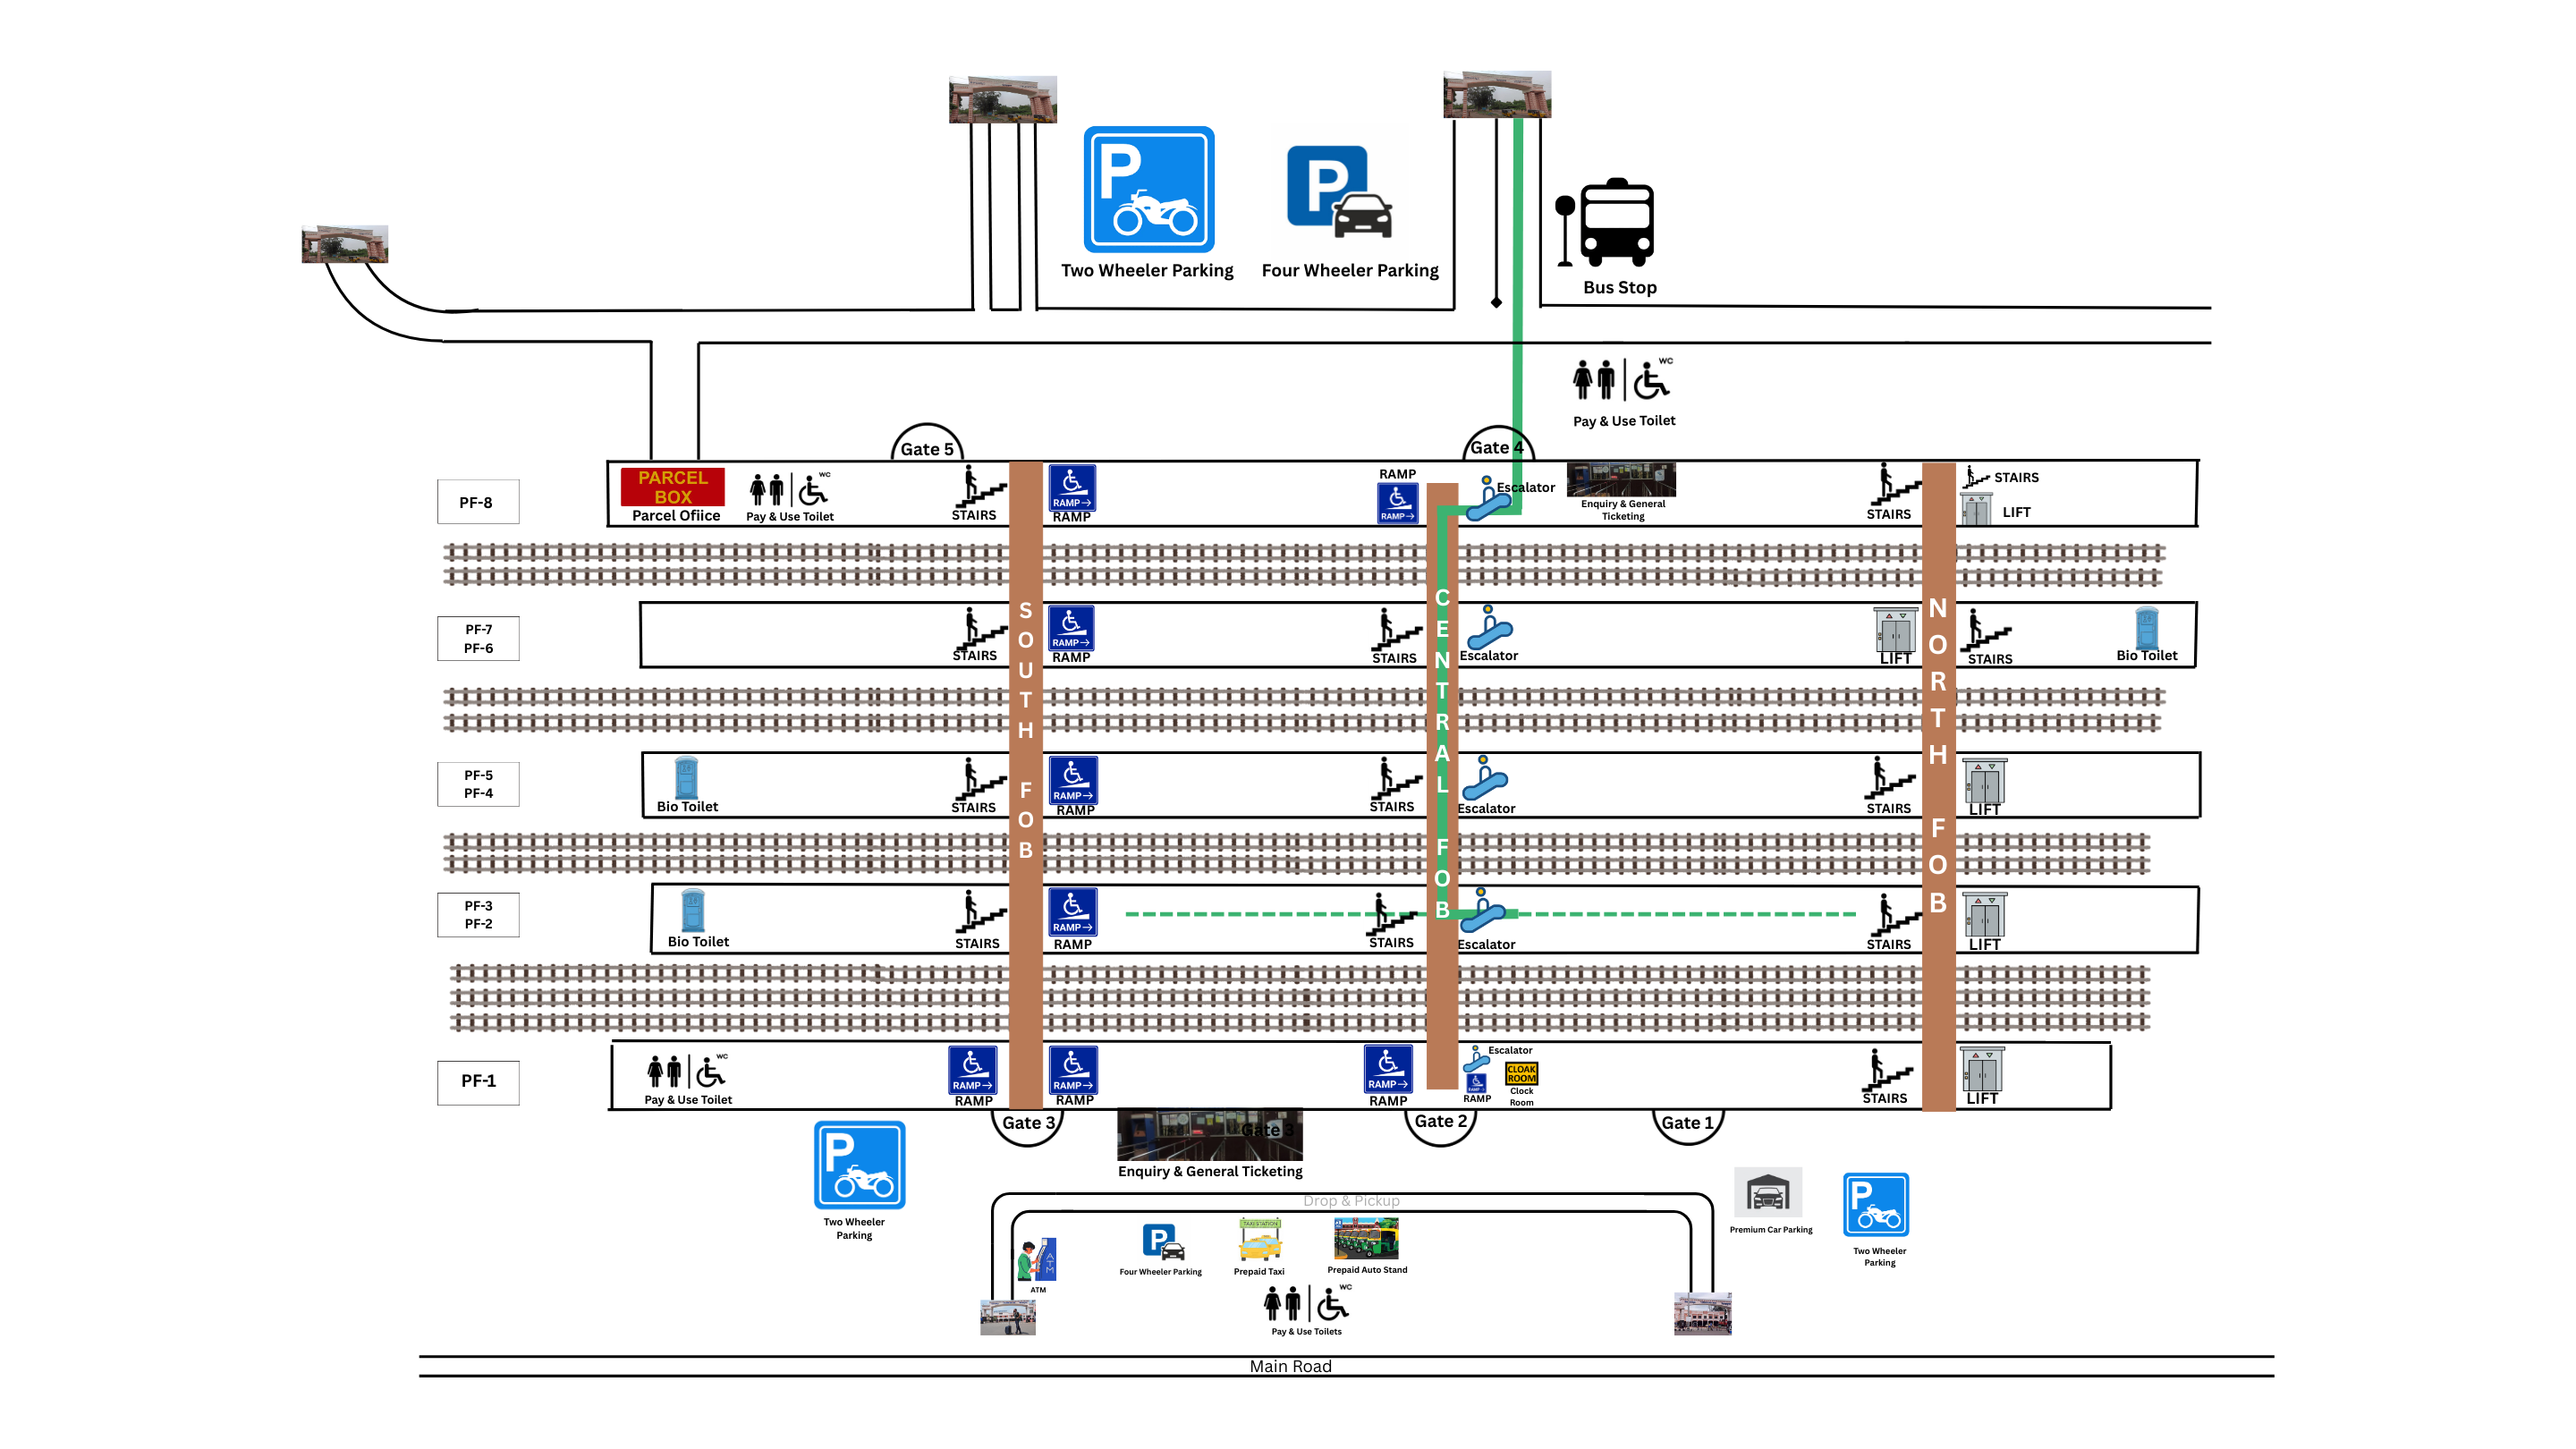 P
Two Wheeler Parking
P
Four Wheeler Parking
Bus Stop
WC
Pay & Use Toilet
Gate 5
Gate 4
PF-8
PARCEL
BOX
Parcel Ofiice
WC
Pay & Use Toilet
STAIRS
RAMP→
RAMP
RAMP
RAMP→
Escalator
Enquiry & General
Ticketing
STAIRS
STAIRS
LIFT
PF-7
PF-6
STAIRS
RAMP→
RAMP
STAIRS
Escalator
LIFT
STAIRS
Bio Toilet
SOUTH FOB
CENTRAL FOB
NORTH FOB
PF-5
PF-4
Bio Toilet
STAIRS
RAMP→
RAMP
STAIRS
Escalator
STAIRS
LIFT
PF-3
PF-2
Bio Toilet
STAIRS
RAMP→
RAMP
STAIRS
Escalator
STAIRS
LIFT
PF-1
WC
Pay & Use Toilet
RAMP→
RAMP
RAMP→
RAMP
RAMP→
RAMP
Escalator
RAMP
CLOAK
ROOM
Clock
Room
STAIRS
LIFT
Gate 3
Gate 3
Gate 2
Gate 1
Enquiry & General Ticketing
P
Two Wheeler
Parking
Drop & Pickup
ATM
ATM
P
Four Wheeler Parking
TAXI STATION
Prepaid Taxi
Prepaid Auto Stand
WC
Pay & Use Toilets
Premium Car Parking
P
Two Wheeler
Parking
Main Road